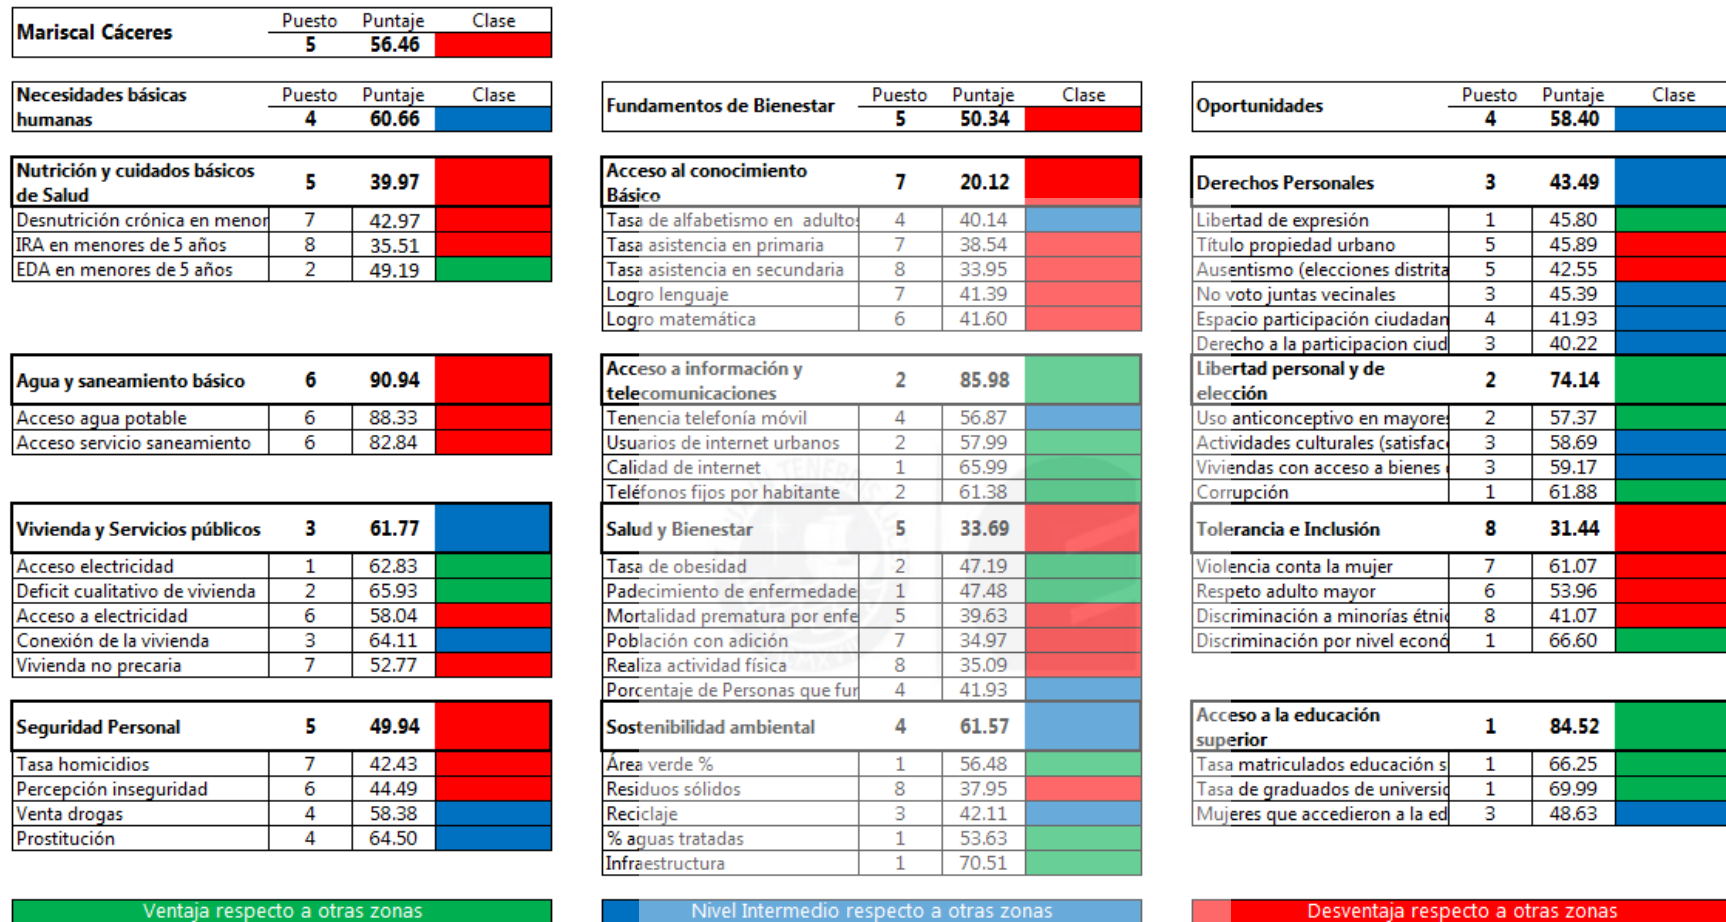 Mariscal Cáceres Puesto Puntaje Clase
5 56.46
Necesidades básicas humanas Puesto Puntaje Clase
4 60.66
Nutrición y cuidados básicos de Salud 5 39.97
Desnutrición crónica en menor 7 42.97
IRA en menores de 5 años 8 35.51
EDA en menores de 5 años 2 49.19
Agua y saneamiento básico 6 90.94
Acceso agua potable 6 88.33
Acceso servicio saneamiento 6 82.84
Vivienda y Servicios públicos 3 61.77
Acceso electricidad 1 62.83
Deficit cualitativo de vivienda 2 65.93
Acceso a electricidad 6 58.04
Conexión de la vivienda 3 64.11
Vivienda no precaria 7 52.77
Seguridad Personal 5 49.94
Tasa homicidios 7 42.43
Percepción inseguridad 6 44.49
Venta drogas 4 58.38
Prostitución 4 64.50
Ventaja respecto a otras zonas
Fundamentos de Bienestar Puesto Puntaje Clase
5 50.34
Acceso al conocimiento Básico 7 20.12
Tasa de alfabetismo en adultos 4 40.14
Tasa asistencia en primaria 7 38.54
Tasa asistencia en secundaria 8 33.95
Logro lenguaje 7 41.39
Logro matemática 6 41.60
Acceso a información y telecomunicaciones 2 85.98
Tenencia telefonía móvil 4 56.87
Usuarios de internet urbanos 2 57.99
Calidad de internet 1 65.99
Teléfonos fijos por habitante 2 61.38
Salud y Bienestar 5 33.69
Tasa de obesidad 2 47.19
Padecimiento de enfermedade 1 47.48
Mortalidad prematura por enfe 5 39.63
Población con adición 7 34.97
Realiza actividad física 8 35.09
Porcentaje de Personas que fur 4 41.93
Sostenibilidad ambiental 4 61.57
Área verde % 1 56.48
Residuos sólidos 8 37.95
Reciclaje 3 42.11
% aguas tratadas 1 53.63
Infraestructura 1 70.51
Nivel Intermedio respecto a otras zonas
Oportunidades Puesto Puntaje Clase
4 58.40
Derechos Personales 3 43.49
Libertad de expresión 1 45.80
Título propiedad urbano 5 45.89
Ausentismo (elecciones distrita 5 42.55
No voto juntas vecinales 3 45.39
Espacio participación ciudadan 4 41.93
Derecho a la participacion ciud 3 40.22
Libertad personal y de elección 2 74.14
Uso anticonceptivo en mayores 2 57.37
Actividades culturales (satisfac 3 58.69
Viviendas con acceso a bienes 3 59.17
Corrupción 1 61.88
Tolerancia e Inclusión 8 31.44
Violencia conta la mujer 7 61.07
Respeto adulto mayor 6 53.96
Discriminación a minorías étni 8 41.07
Discriminación por nivel econó 1 66.60
Acceso a la educación superior 1 84.52
Tasa matriculados educación s 1 66.25
Tasa de graduados de universi 1 69.99
Mujeres que accedieron a la ed 3 48.63
Desventaja respecto a otras zonas